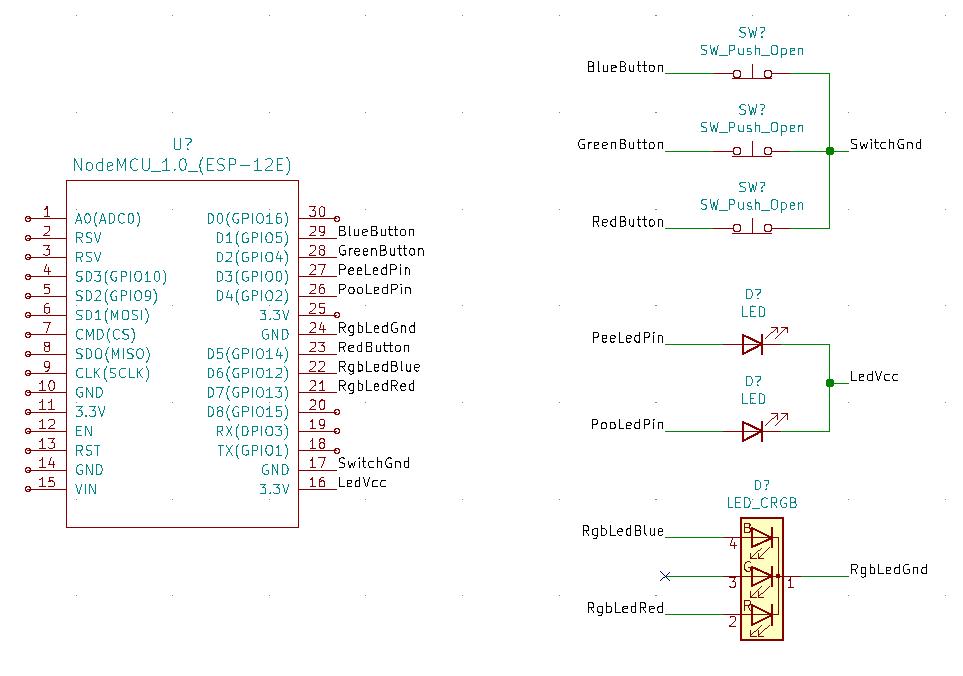 U?
NodeMCU_1.0_(ESP-12E)
1 A0(ADC0) D0(GPIO16) 30
2 RSV D1(GPIO5) 29 BlueButton
3 RSV D2(GPIO4) 28 GreenButton
4 SD3(GPIO10) D3(GPIO0) 27 PeeLedPin
5 SD2(GPIO9) D4(GPIO2) 26 PooLedPin
6 SD1(MOSI) 3.3V 25
7 CMD(CS) GND 24 RgbLedGnd
8 SDO(MISO) D5(GPIO14) 23 RedButton
9 CLK(SCLK) D6(GPIO12) 22 RgbLedBlue
10 GND D7(GPIO13) 21 RgbLedRed
11 3.3V D8(GPIO15) 20
12 EN RX(DPIO3) 19
13 RST TX(GPIO1) 18
14 GND GND 17 SwitchGnd
15 VIN 3.3V 16 LedVcc
SW?
SW_Push_Open
BlueButton
SW?
SW_Push_Open
GreenButton SwitchGnd
SW?
SW_Push_Open
RedButton
D?
LED
PeeLedPin
LedVcc
D?
LED
PooLedPin
D?
LED_CRGB
RgbLedBlue 4 B
3 G 1 RgbLedGnd
RgbLedRed 2 R